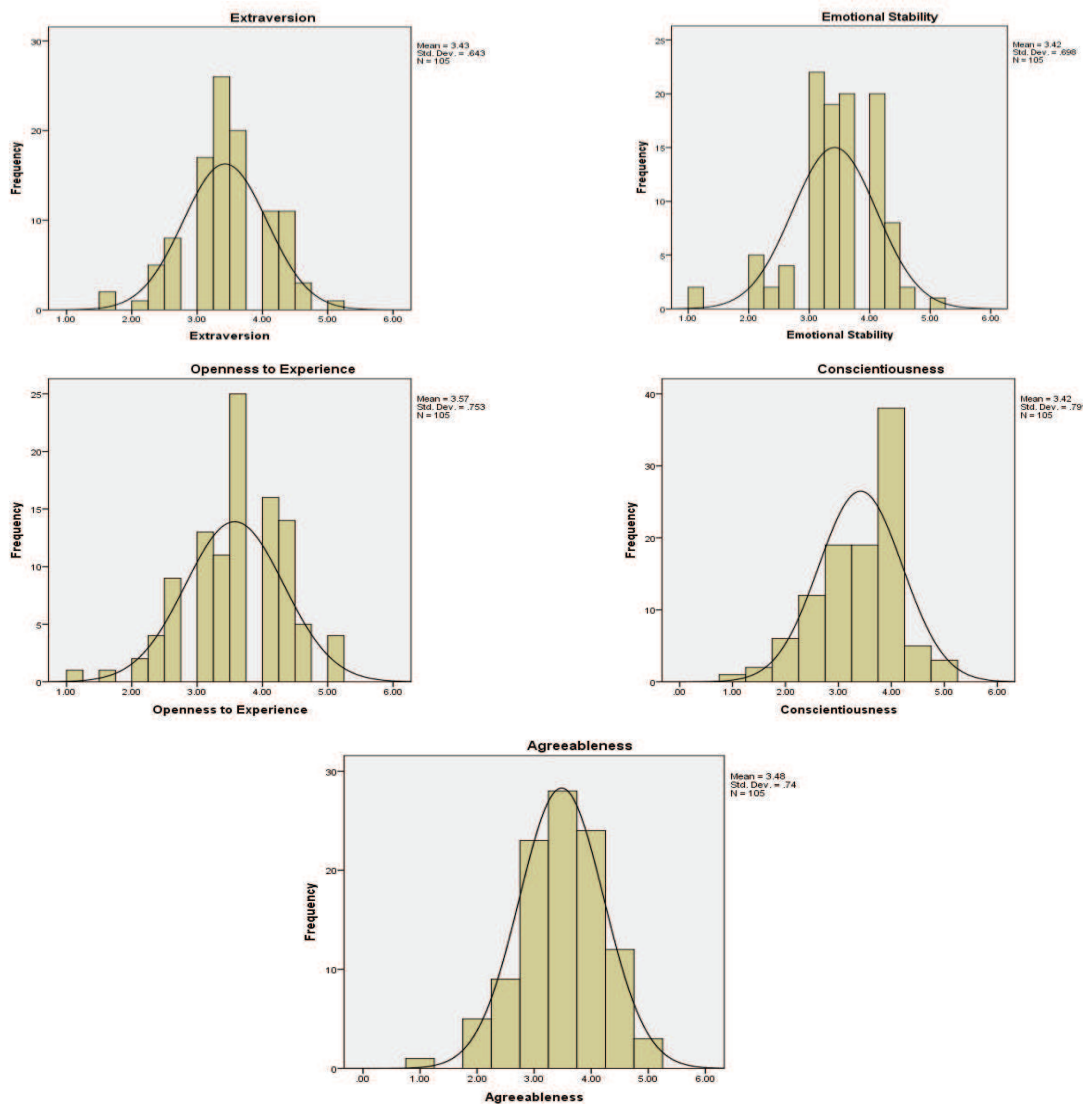 Extraversion
Mean = 3.43
Std. Dev. = .643
N = 105
30
20
10
0
Frequency
1.00 2.00 3.00 4.00 5.00 6.00
Extraversion
Emotional Stability
Mean = 3.42
Std. Dev. = .698
N = 105
25
20
15
10
5
0
Frequency
1.00 2.00 3.00 4.00 5.00 6.00
Emotional Stability
Openness to Experience
Mean = 3.57
Std. Dev. = .753
N = 105
25
20
15
10
5
0
Frequency
1.00 2.00 3.00 4.00 5.00 6.00
Openness to Experience
Conscientiousness
Mean = 3.42
Std. Dev. = .79
N = 105
40
30
20
10
0
Frequency
.00 1.00 2.00 3.00 4.00 5.00 6.00
Conscientiousness
Agreeableness
Mean = 3.48
Std. Dev. = .74
N = 105
30
20
10
0
Frequency
.00 1.00 2.00 3.00 4.00 5.00 6.00
Agreeableness